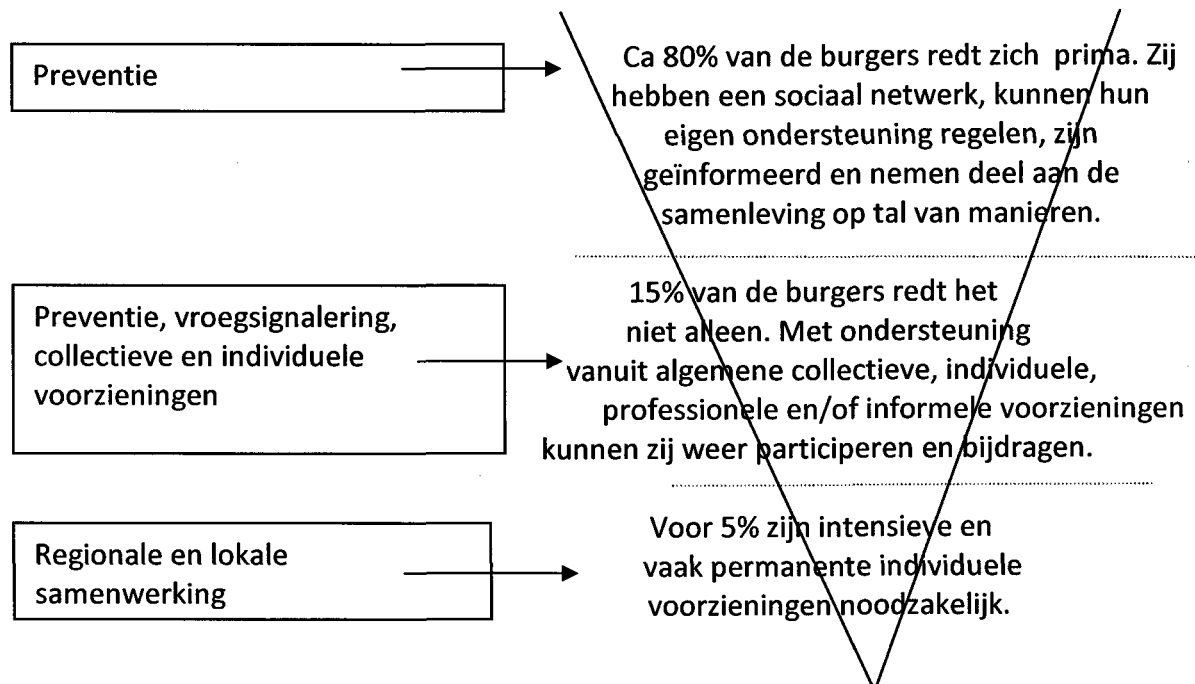 Preventie
Ca 80% van de burgers redt zich prima. Zij
hebben een sociaal netwerk, kunnen hun
eigen ondersteuning regelen, zijn
geïnformeerd en nemen deel aan de
samenleving op tal van manieren.
Preventie, vroegsignalering,
collectieve en individuele
voorzieningen
15% van de burgers redt het
niet alleen. Met ondersteuning
vanuit algemene collectieve, individuele,
professionele en/of informele voorzieningen
kunnen zij weer participeren en bijdragen.
Regionale en lokale
samenwerking
Voor 5% zijn intensieve en
vaak permanente individuele
voorzieningen noodzakelijk.